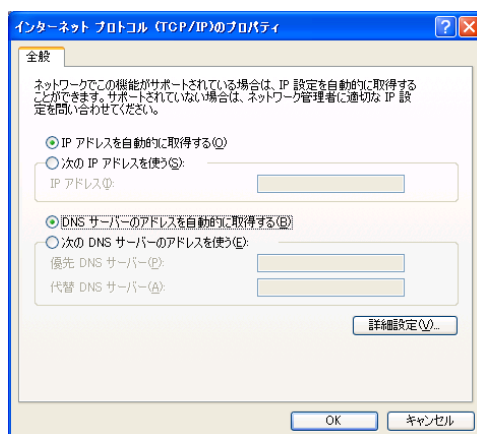 インターネット プロトコル (TCP/IP)のプロパティ
全般
ネットワークでこの機能がサポートされている場合は、IP 設定を自動的に取得する
ことができます。サポートされていない場合は、ネットワーク管理者に適切な IP 設
定を問い合わせてください。
IP アドレスを自動的に取得する(O)
次の IP アドレスを使う(S):
IP アドレス(I):
DNS サーバーのアドレスを自動的に取得する(B)
次の DNS サーバーのアドレスを使う(E):
優先 DNS サーバー(P):
代替 DNS サーバー(A):
詳細設定(V)...
OK
キャンセル